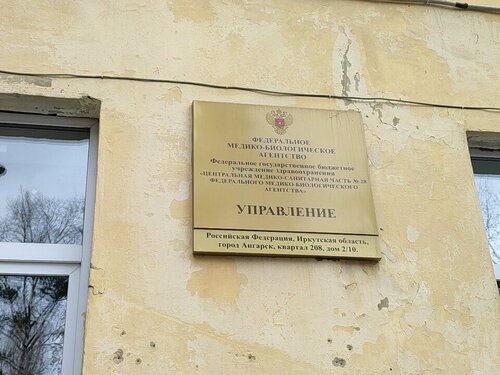 ФЕДЕРАЛЬНОЕ
МЕДИКО-БИОЛОГИЧЕСКОЕ
АГЕНТСТВО
Федеральное государственное бюджетное
учреждение здравоохранения
«ЦЕНТРАЛЬНАЯ МЕДИКО-САНИТАРНАЯ ЧАСТЬ № 28
ФЕДЕРАЛЬНОГО МЕДИКО-БИОЛОГИЧЕСКОГО
АГЕНТСТВА»
УПРАВЛЕНИЕ
Российская Федерация, Иркутская область,
город Ангарск, квартал 208, дом 2/10.